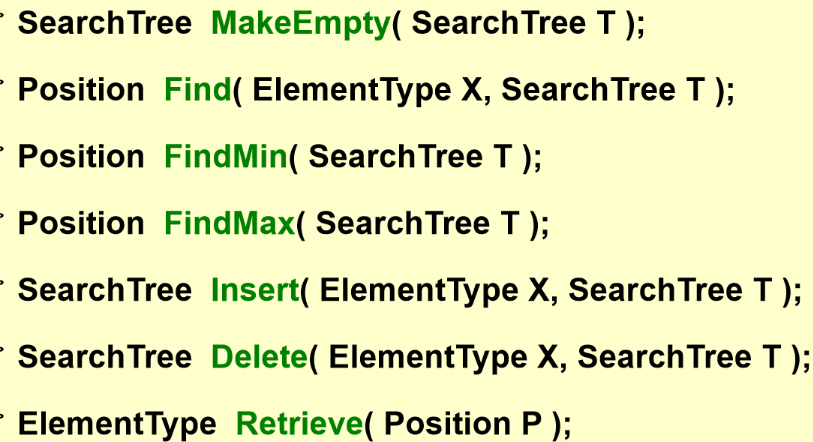 SearchTree MakeEmpty( SearchTree T );
Position Find( ElementType X, SearchTree T );
Position FindMin( SearchTree T );
Position FindMax( SearchTree T );
SearchTree Insert( ElementType X, SearchTree T );
SearchTree Delete( ElementType X, SearchTree T );
ElementType Retrieve( Position P );